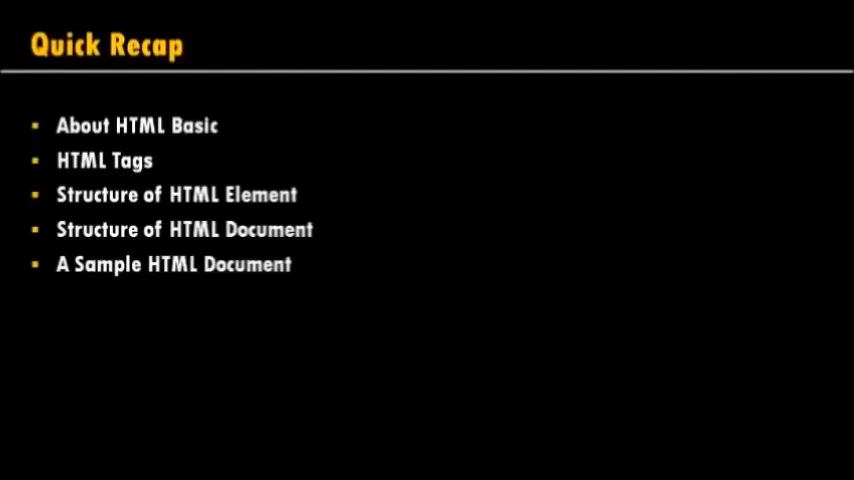 Quick Recap
About HTML Basic
HTML Tags
Structure of HTML Element
Structure of HTML Document
A Sample HTML Document